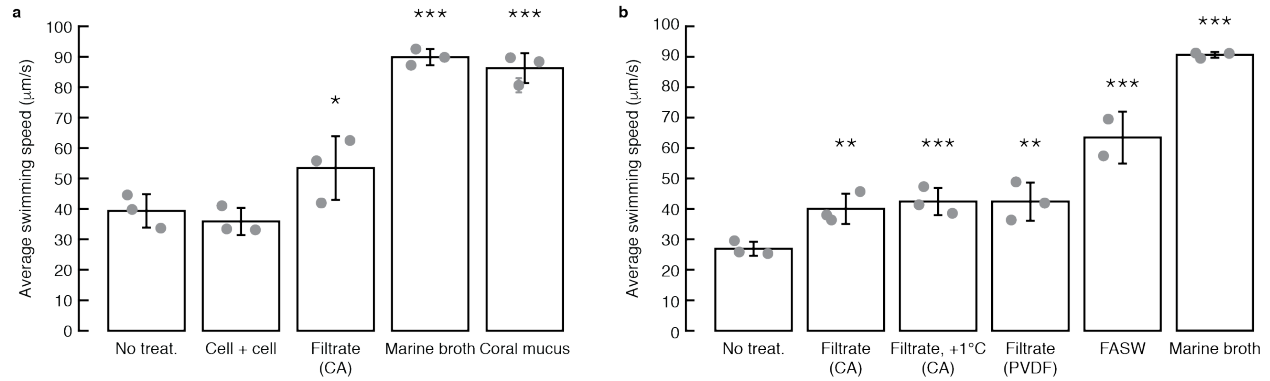 a
Average swimming speed (μm/s)
100
90
80
70
60
50
40
30
20
10
0
*
***
***
No treat.
Cell + cell
Filtrate
(CA)
Marine broth
Coral mucus
b
Average swimming speed (μm/s)
100
90
80
70
60
50
40
30
20
10
0
**
***
**
***
***
No treat.
Filtrate
(CA)
Filtrate, +1°C
(CA)
Filtrate
(PVDF)
FASW
Marine broth